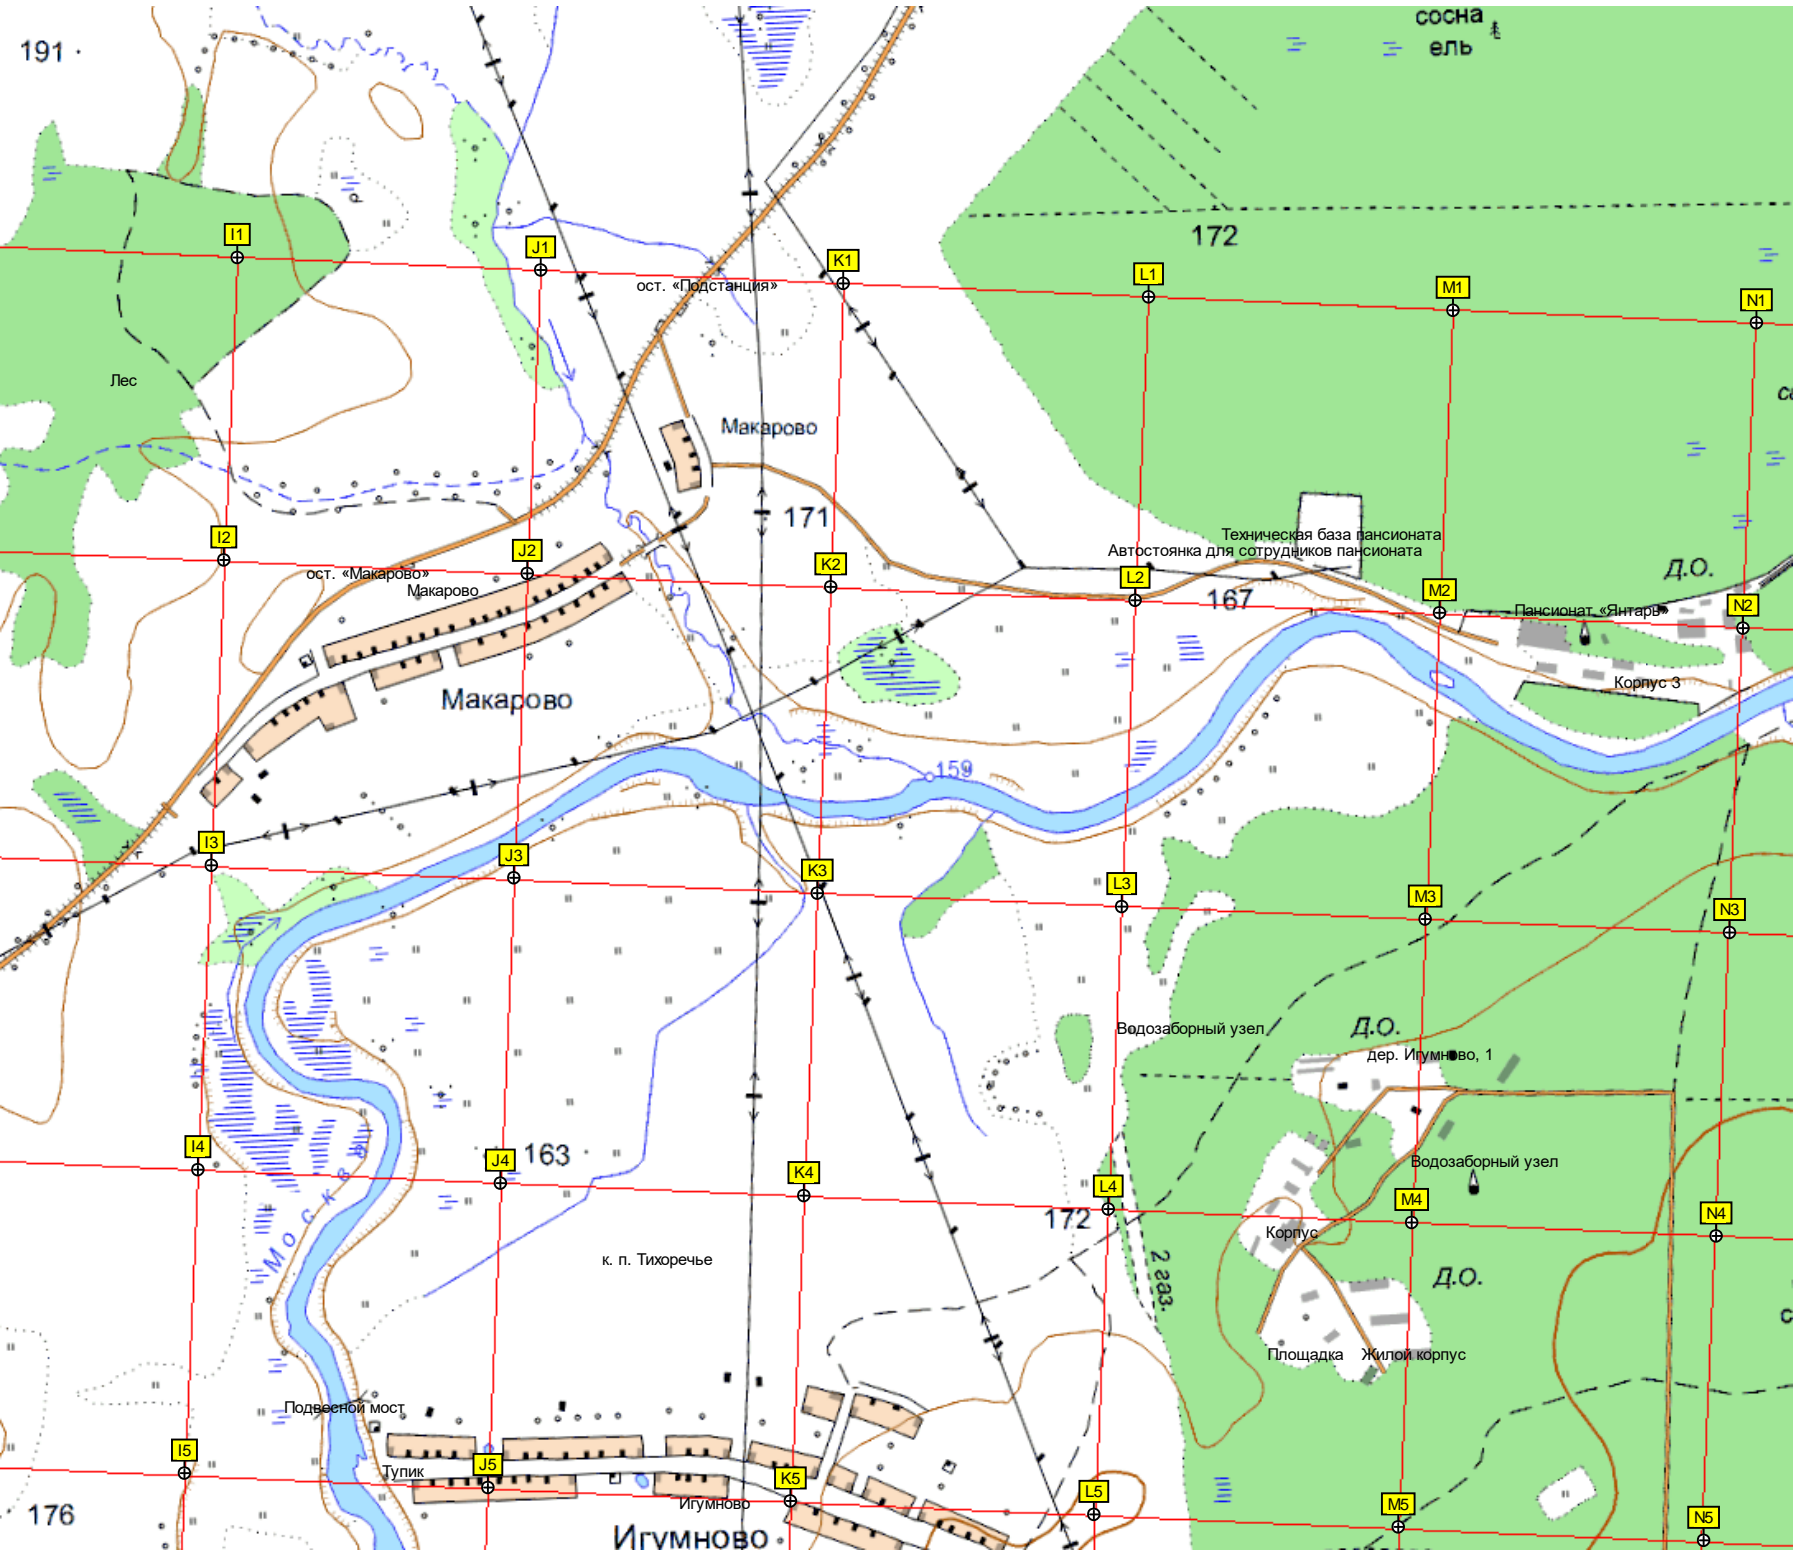 191
сосна
ель
172
I1
J1
K1
L1
M1
N1
ост. «Подстанция»
Лес
Макарово
171
Техническая база пансионата
Автостоянка для сотрудников пансионата
I2
J2
K2
L2
M2
N2
Д.О.
ост. «Макарово»
Макарово
167
Пансионат «Янтарь»
Корпус 3
Макарово
159
I3
J3
K3
L3
M3
N3
Водозаборный узел
Д.О.
дер. Игумново, 1
I4
J4
163
K4
L4
172
Водозаборный узел
M4
N4
Москва
Корпус
к. п. Тихоречье
2 газ.
Д.О.
Площадка
Жилой корпус
Подвесной мост
I5
J5
K5
L5
M5
N5
Тупик
Игумново
176
Игумново